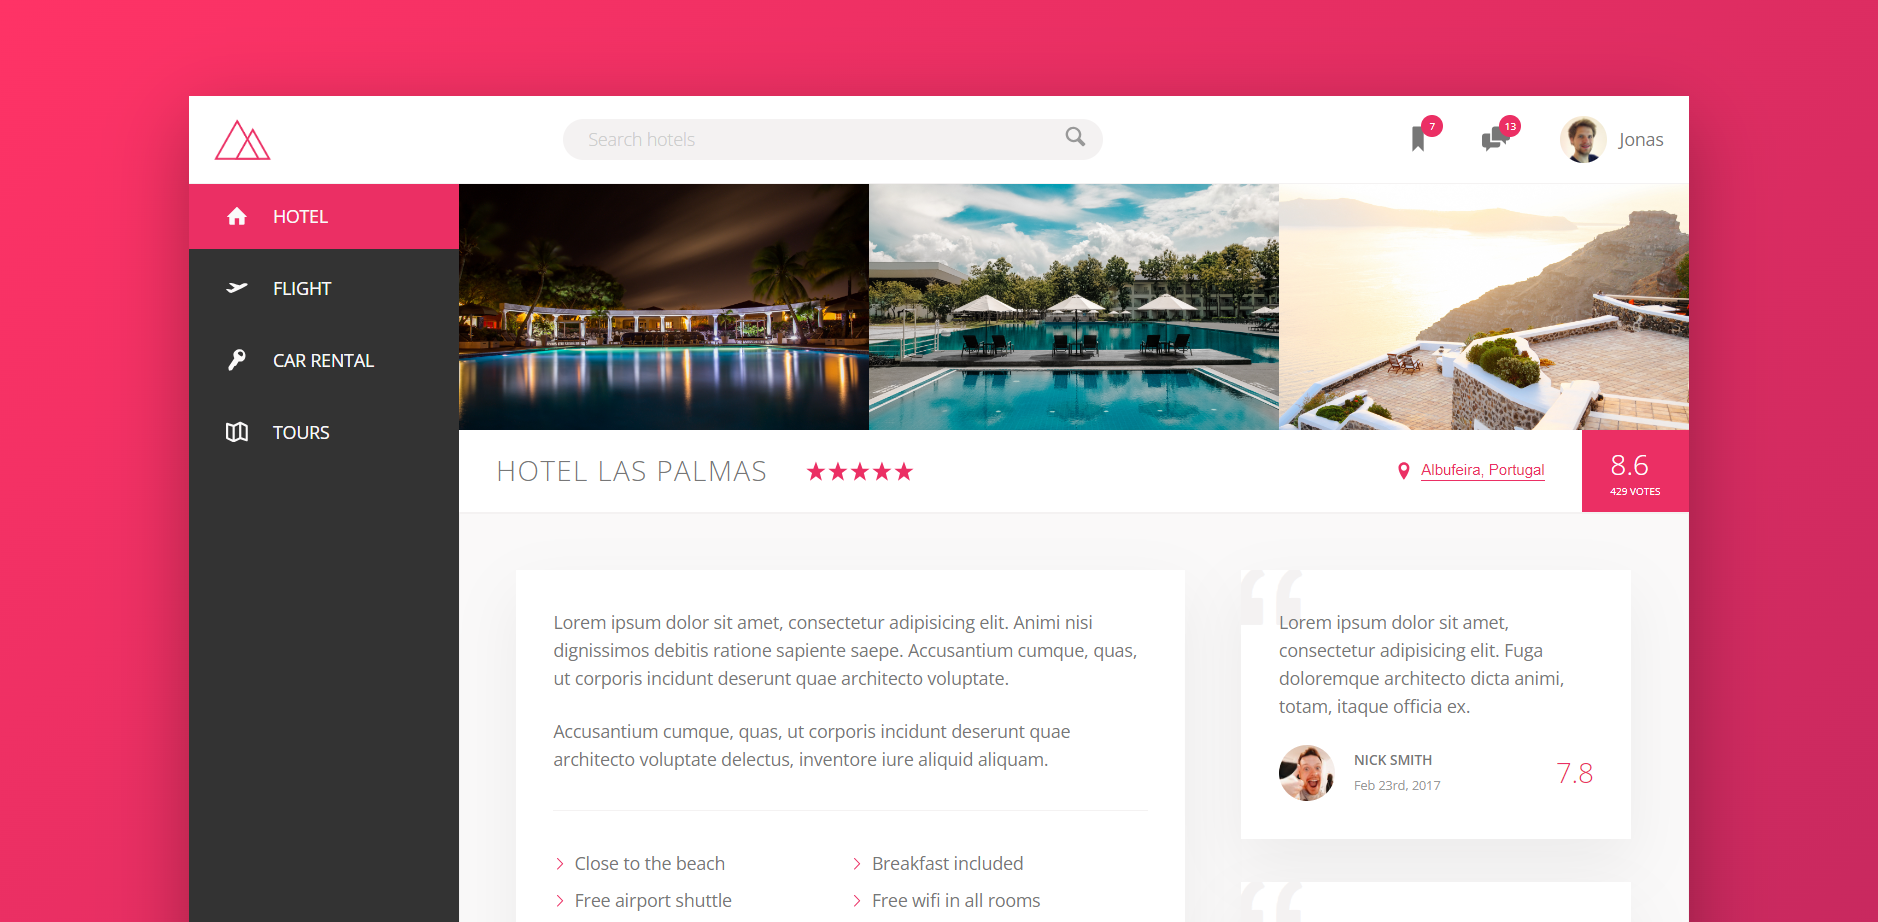 Search hotels
7
13
Jonas
HOTEL
FLIGHT
CAR RENTAL
TOURS
HOTEL LAS PALMAS
Albufeira, Portugal
8.6
429 VOTES
Lorem ipsum dolor sit amet, consectetur adipisicing elit. Animi nisi
dignissimos debitis ratione sapiente saepe. Accusantium cumque, quas,
ut corporis incidunt deserunt quae architecto voluptate.
Accusantium cumque, quas, ut corporis incidunt deserunt quae
architecto voluptate delectus, inventore iure aliquid aliquam.
Close to the beach
Breakfast included
Free airport shuttle
Free wifi in all rooms
“
Lorem ipsum dolor sit amet,
consectetur adipisicing elit. Fuga
doloremque architecto dicta animi,
totam, itaque officia ex.
NICK SMITH
Feb 23rd, 2017
7.8
“